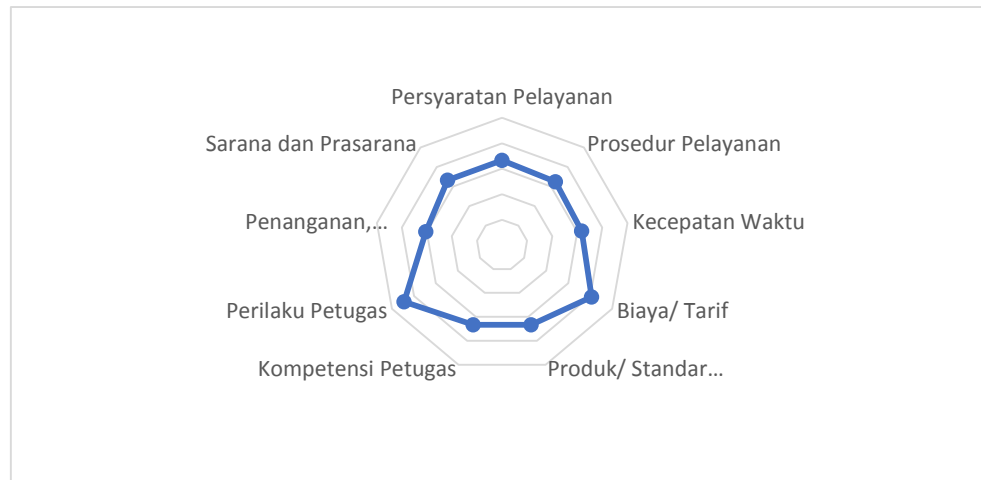 Persyaratan Pelayanan
Prosedur Pelayanan
Kecepatan Waktu
Biaya/ Tarif
Produk/ Standar...
Kompetensi Petugas
Perilaku Petugas
Penanganan,...
Sarana dan Prasarana